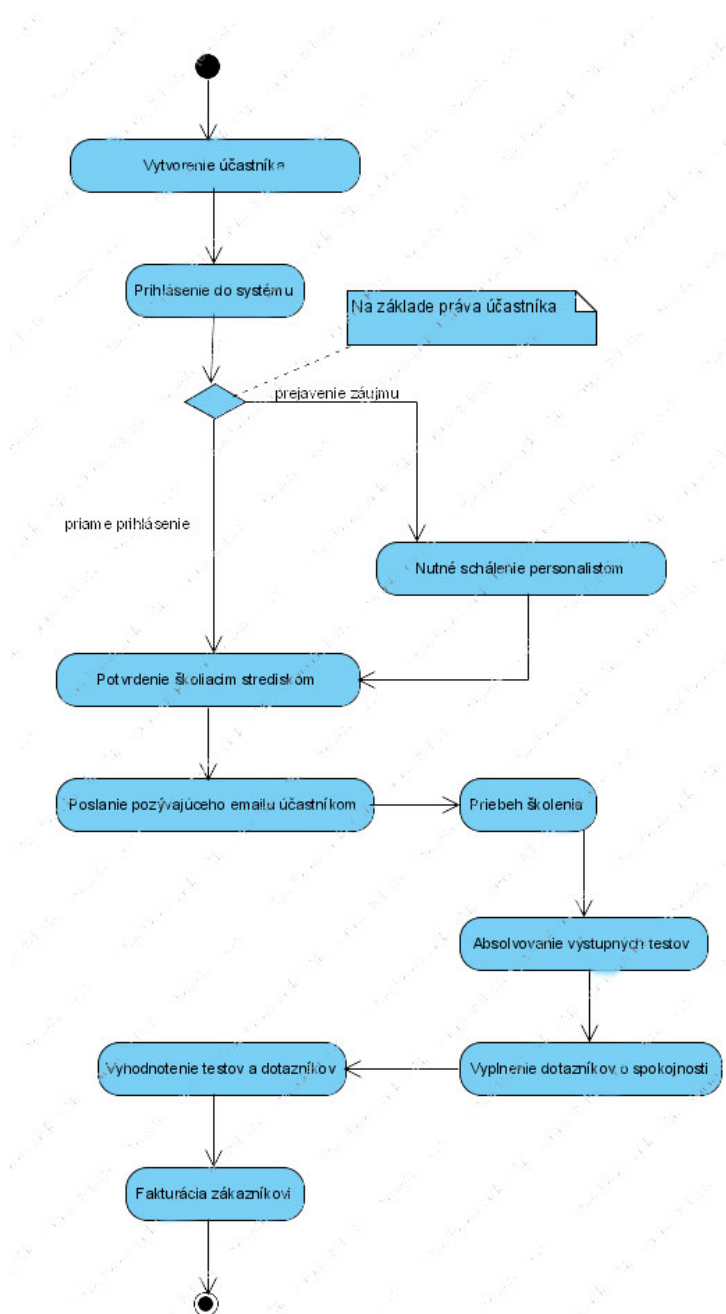 Vytvorenie účastníka
Prihlásenie do systému
Na základe práva účastníka
prejavenie záujmu
priame prihlásenie
Nutné schálenie personalistom
Potvrdenie školiacim strediskóm
Poslanie pozývajúceho emailu účastníkom
Priebeh školenia
Absolvovanie výstupných testov
Vyhodnotenie testov a dotazníkov
Vyplnenie dotazníkov o spokojnosti
Fakturácia zákazníkovi